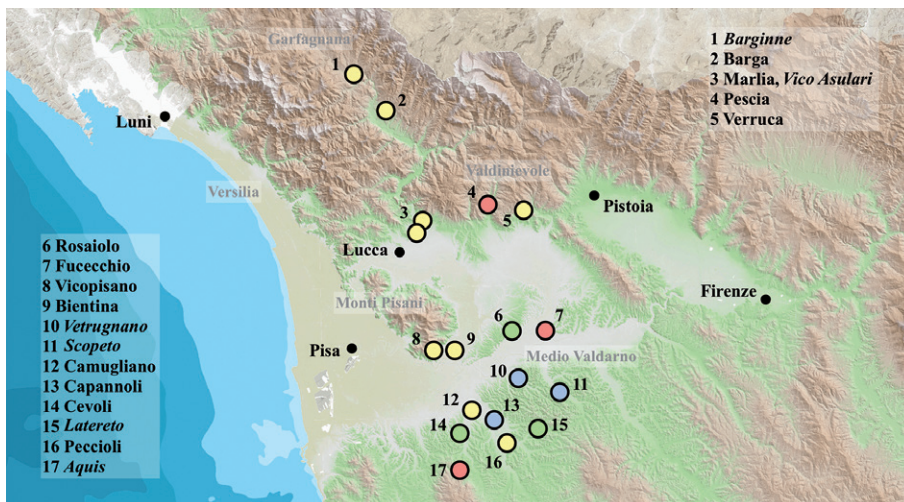 Garfagnana
1 Barginne
2 Barga
3 Marlia, Vico Asulari
4 Pescia
5 Verruca
1
2
Luni
Valdinievole
Versilia
4
5
Pistoia
3
Lucca
6 Rosaiolo
7 Fucecchio
8 Vicopisano
9 Bientina
10 Vetrugnano
11 Scopeto
12 Camugliano
13 Capannoli
14 Cevoli
15 Latereto
16 Peccioli
17 Aquis
Firenze
Monti Pisani
6
7
Pisa
8
9
Medio Valdarno
10
11
12
13
14
15
16
17